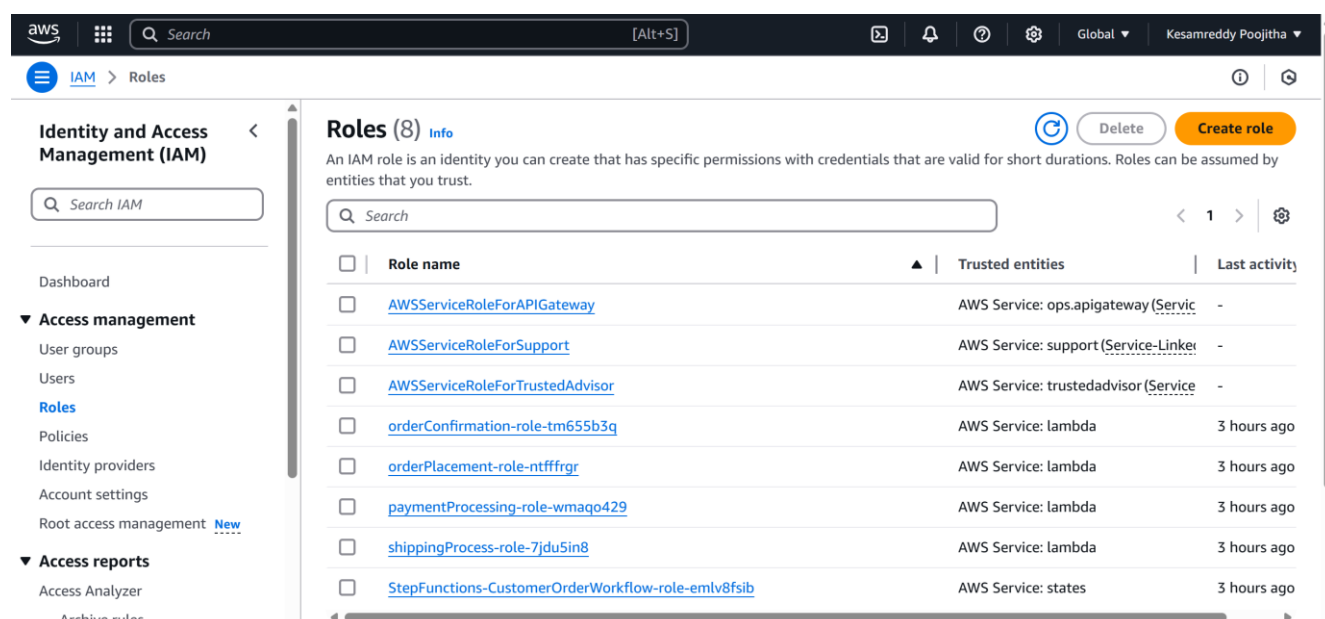 aws
Search [Alt+S] Global ▼ Kesamreddy Poojitha ▼
IAM > Roles
Identity and Access
Management (IAM)
Search IAM
Dashboard
Access management
User groups
Users
Roles
Policies
Identity providers
Account settings
Root access management New
Access reports
Access Analyzer
Archive rules
Roles (8) Info
Delete
Create role
An IAM role is an identity you can create that has specific permissions with credentials that are valid for short durations. Roles can be assumed by
entities that you trust.
Search
1
Role name ▲ Trusted entities Last activity
AWSServiceRoleForAPIGateway AWS Service: ops.apigateway (Servic -
AWSServiceRoleForSupport AWS Service: support (Service-Linked -
AWSServiceRoleForTrustedAdvisor AWS Service: trustedadvisor (Service -
orderConfirmation-role-tm655b3q AWS Service: lambda 3 hours ago
orderPlacement-role-ntfffrgr AWS Service: lambda 3 hours ago
paymentProcessing-role-wmaqo429 AWS Service: lambda 3 hours ago
shippingProcess-role-7jdu5in8 AWS Service: lambda 3 hours ago
StepFunctions-CustomerOrderWorkflow-role-emlv8fsib AWS Service: states 3 hours ago